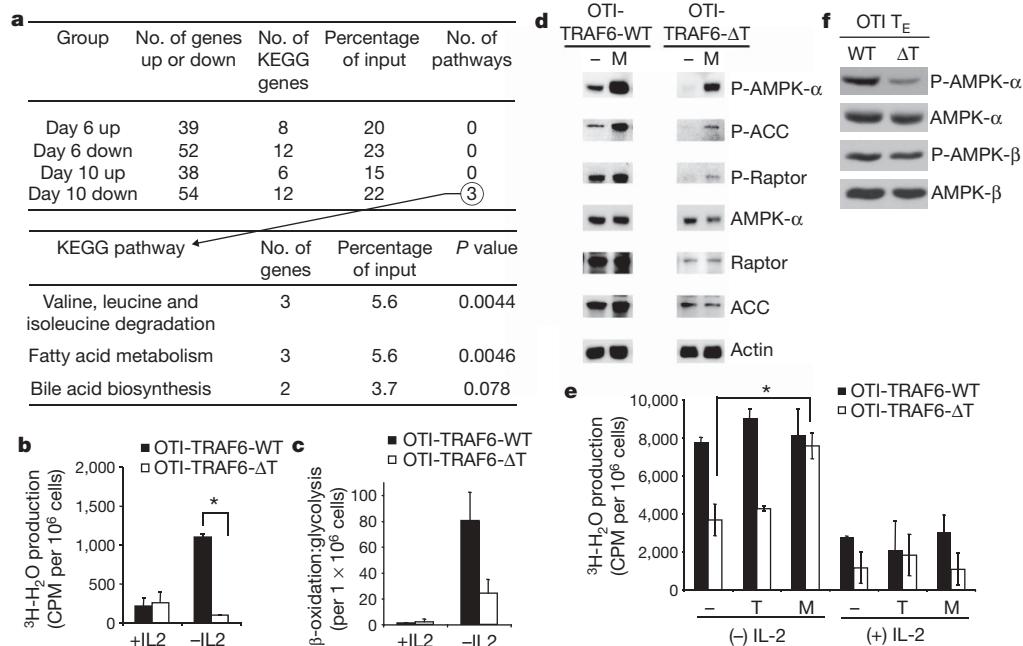 a
Group No. of genes up or down No. of KEGG genes Percentage of input No. of pathways
Day 6 up 39 8 20 0
Day 6 down 52 12 23 0
Day 10 up 38 6 15 0
Day 10 down 54 12 22 3
KEGG pathway No. of genes Percentage of input P value
Valine, leucine and isoleucine degradation 3 5.6 0.0044
Fatty acid metabolism 3 5.6 0.0046
Bile acid biosynthesis 2 3.7 0.078
b
OTI-TRAF6-WT
OTI-TRAF6-ΔT
³H-H₂O production
(CPM per 10⁶ cells)
2,000
1,500
1,000
500
0
*
+IL2 –IL2
c
OTI-TRAF6-WT
OTI-TRAF6-ΔT
β-oxidation:glycolysis
(per 1 × 10⁶ cells)
100
80
60
40
20
0
+IL2 –IL2
d
OTI-TRAF6-WT OTI-TRAF6-ΔT
– M – M
P-AMPK-α
P-ACC
P-Raptor
AMPK-α
Raptor
ACC
Actin
e
OTI-TRAF6-WT
OTI-TRAF6-ΔT
³H-H₂O production
(CPM per 10⁶ cells)
10,000
8,000
6,000
4,000
2,000
0
*
– T M – T M
(–) IL-2 (+) IL-2
f
OTI T_E
WT ΔT
P-AMPK-α
AMPK-α
P-AMPK-β
AMPK-β